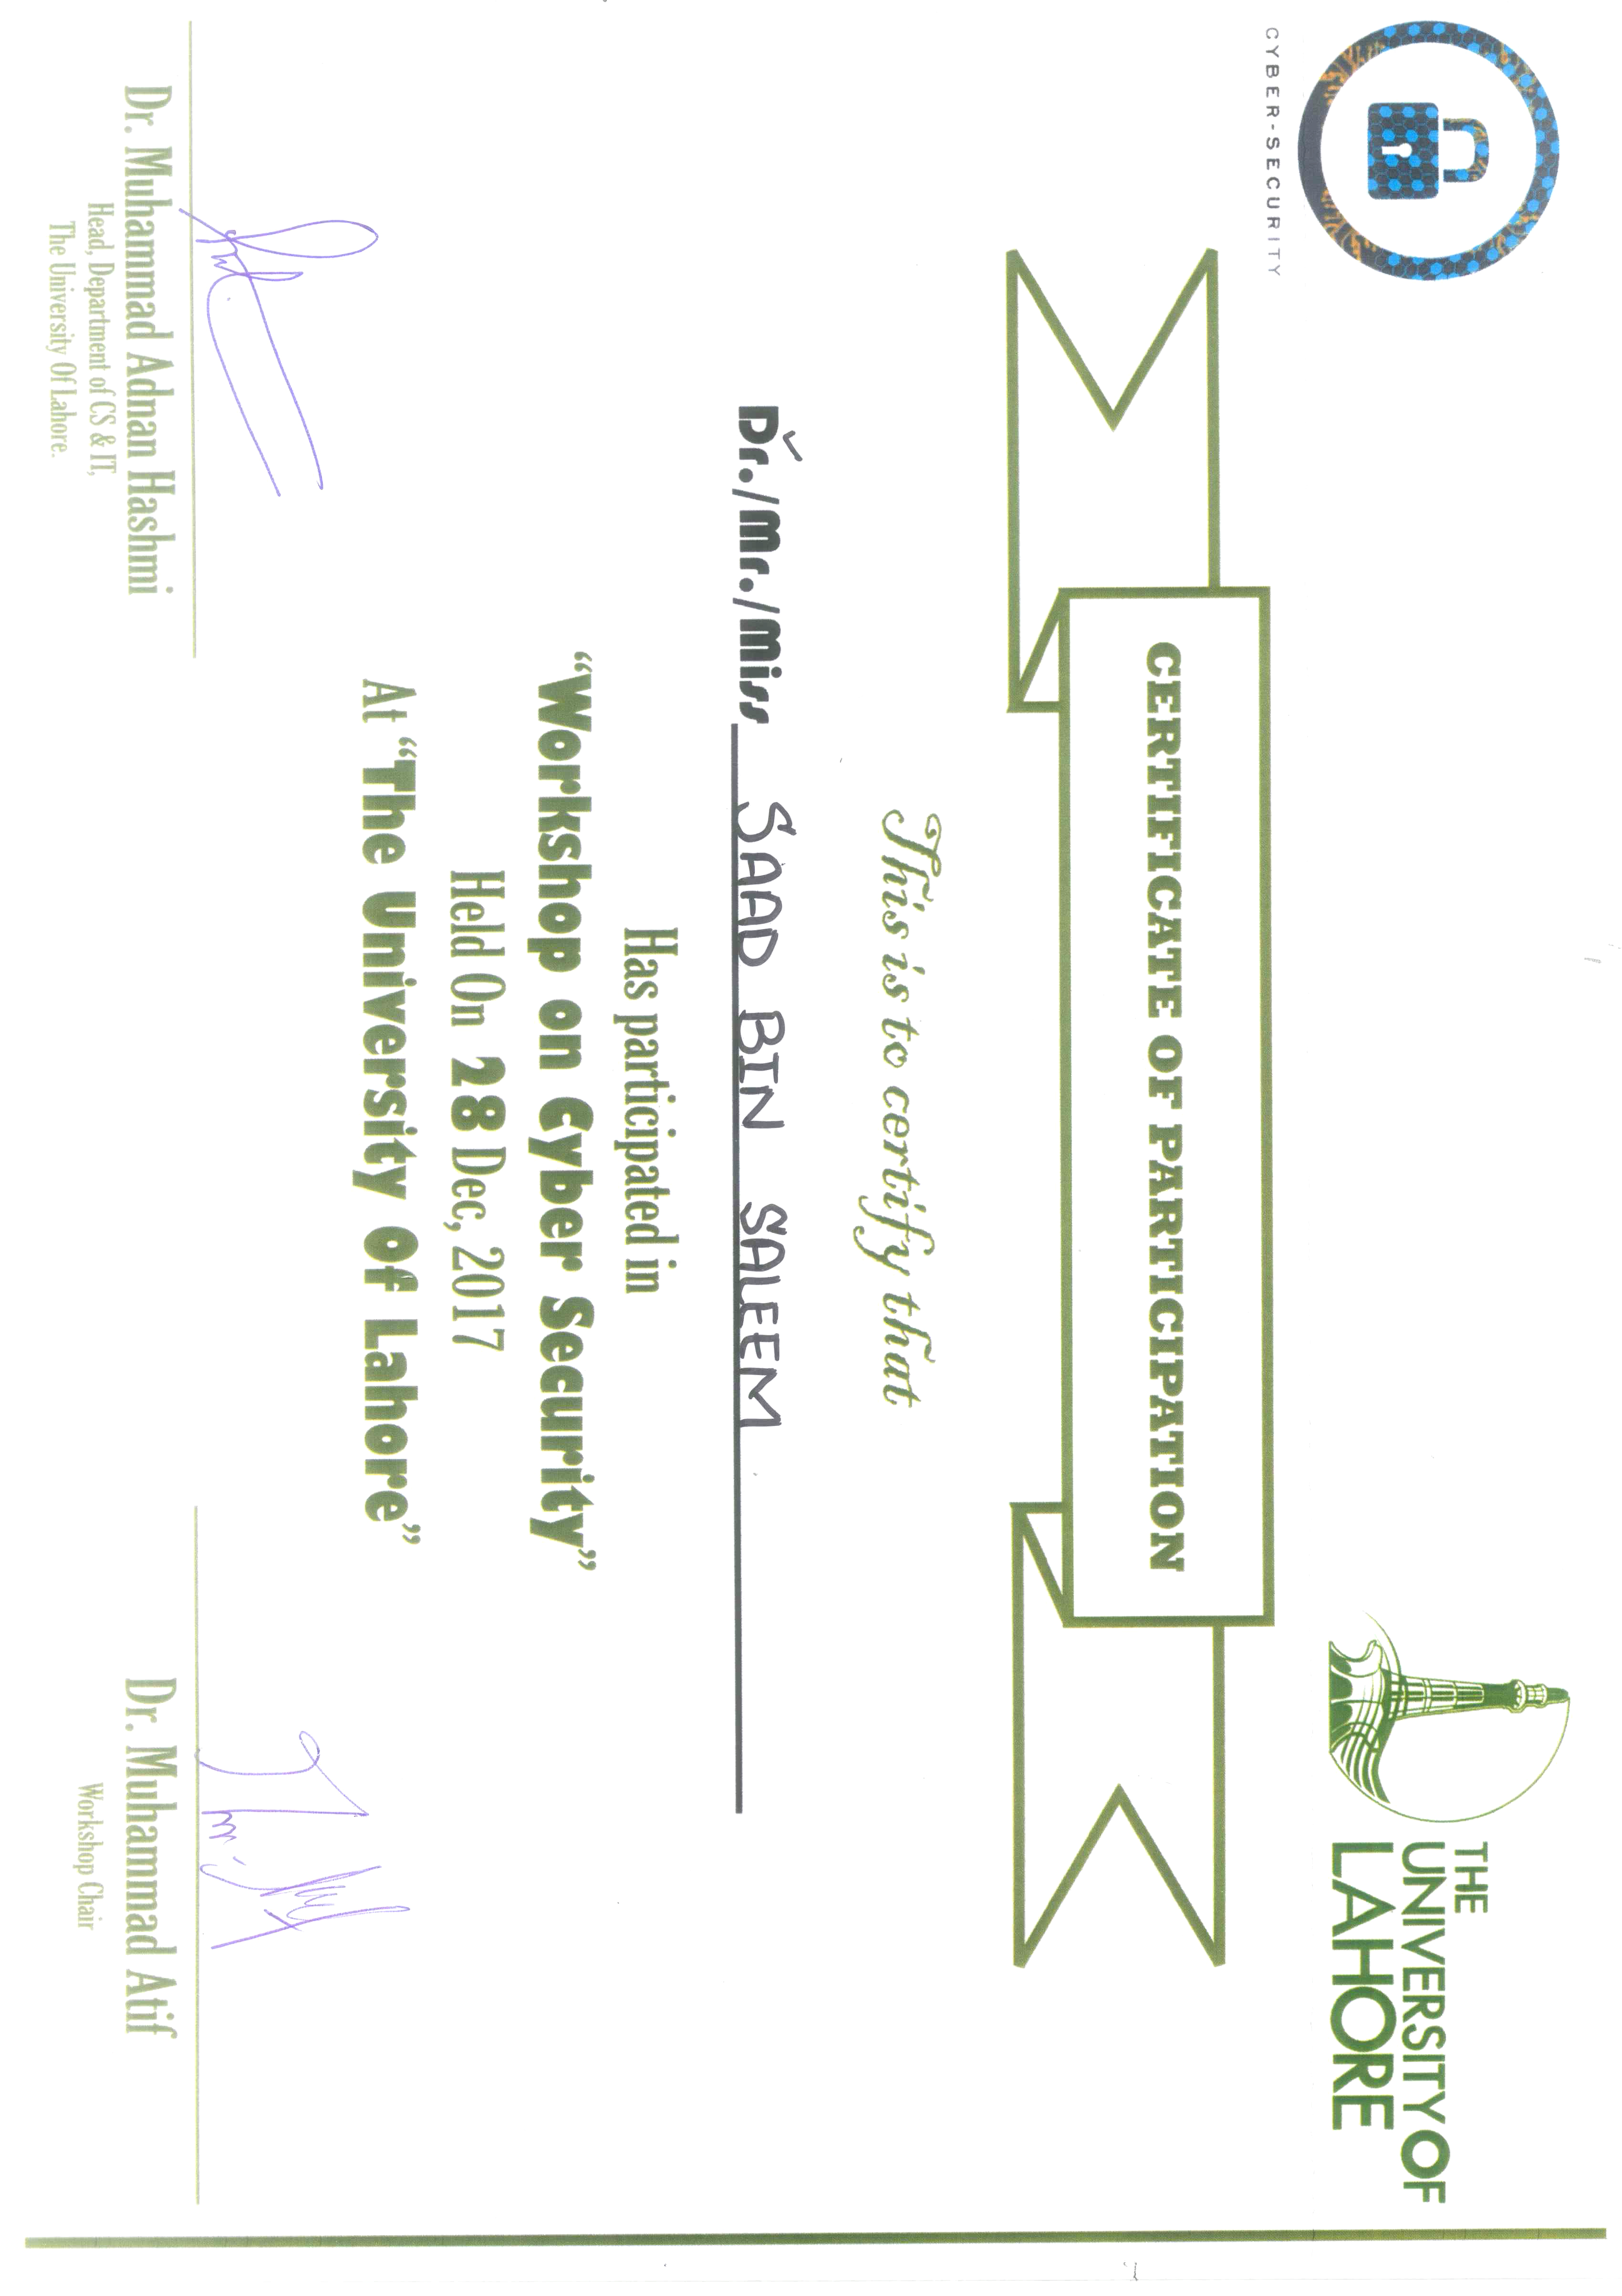 CYBER-SECURITY
THE
UNIVERSITY OF
LAHORE
CERTIFICATE OF PARTICIPATION
This is to certify that
Dr./Mr./Miss SAAD BIN SALEEM
Has participated in
“Workshop on Cyber Security”
Held On 28 Dec, 2017
At “The University Of Lahore”
Dr. Muhammad Adnan Hashmi
Head, Department of CS & IT,
The University Of Lahore.
Dr. Muhammad Atif
Workshop Chair